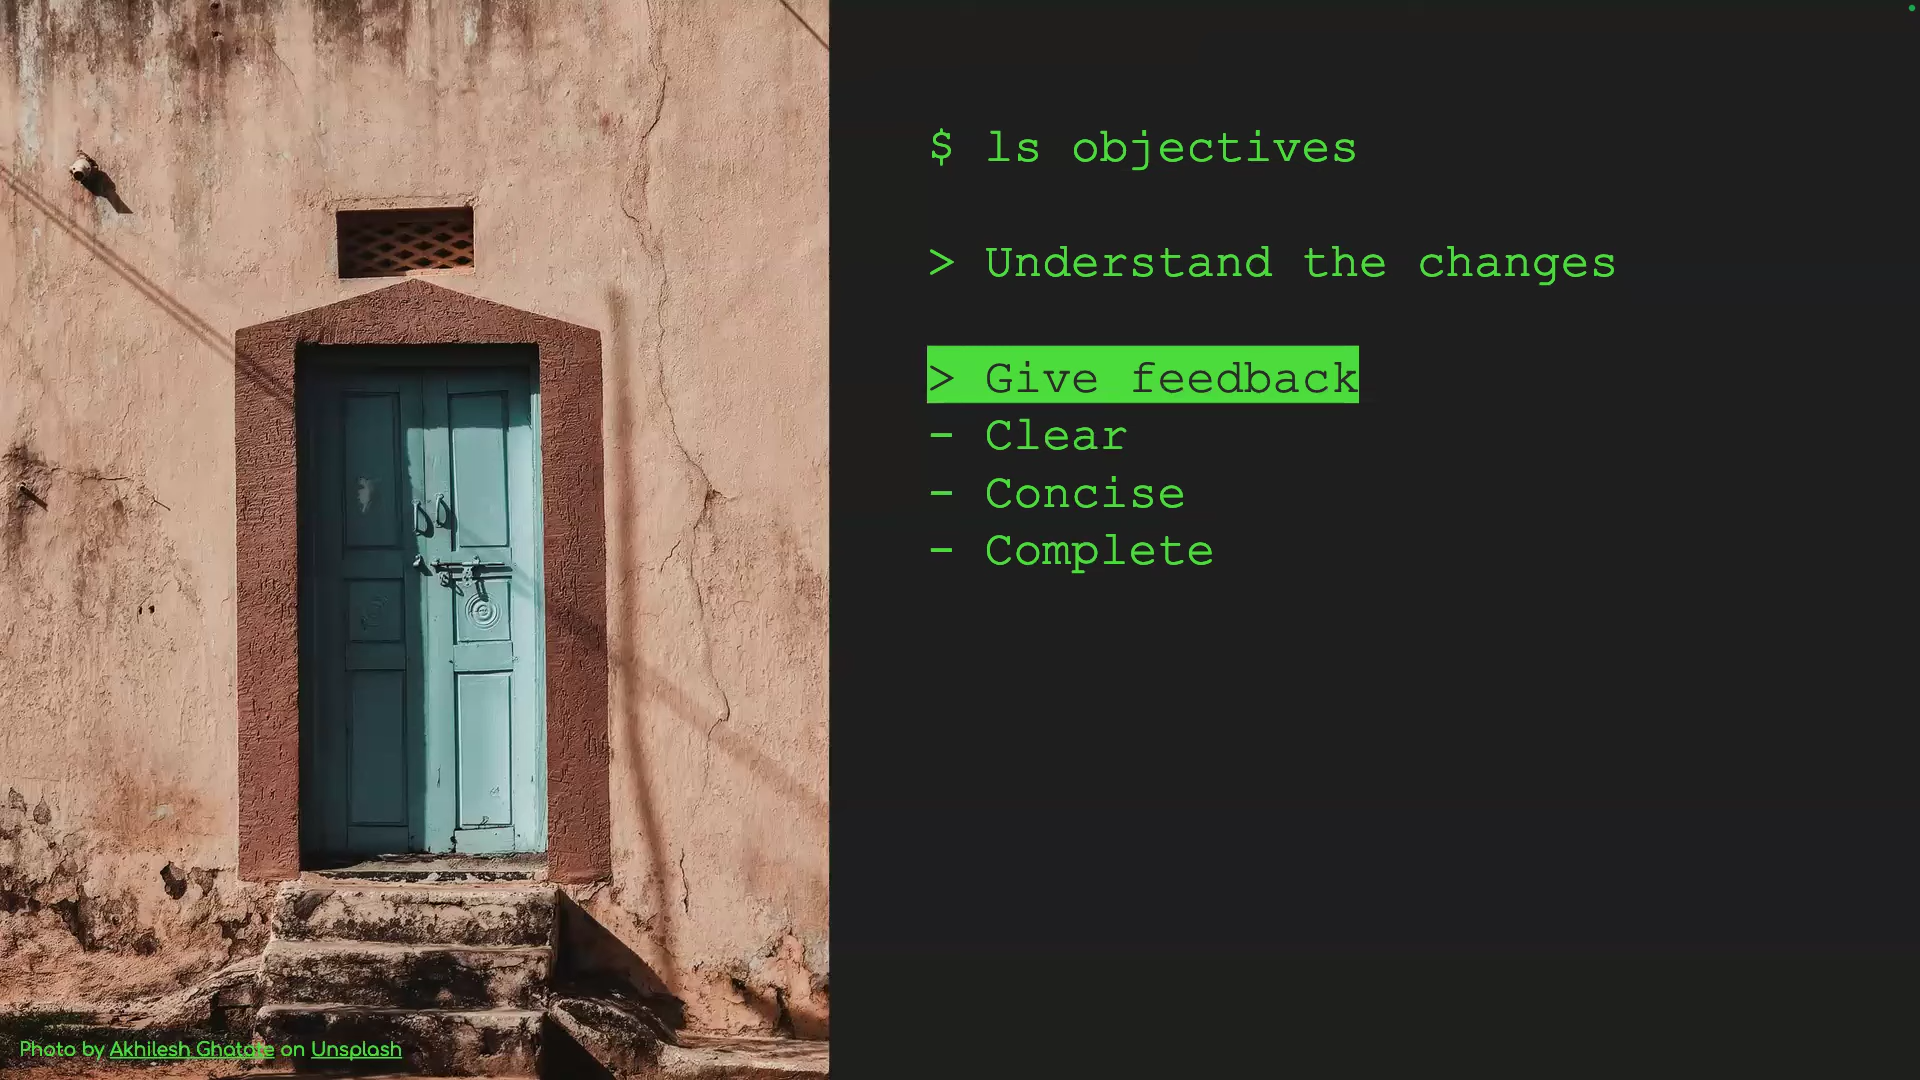 $ ls objectives
> Understand the changes
> Give feedback
- Clear
- Concise
- Complete
Photo by Akhilesh Ghatate on Unsplash